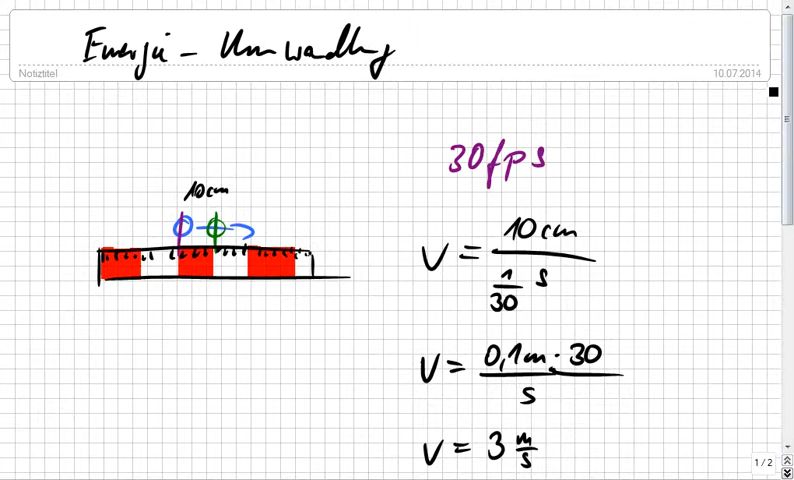 Energie - Umwandlung
Notiztitel
10.07.2014
30fps
10cm
V = 10cm / 1/30 s
V = 0,1m · 30 / s
V = 3 m/s
1 / 2